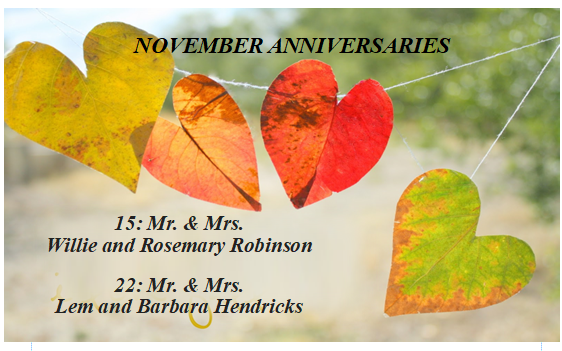 NOVEMBER ANNIVERSARIES
15: Mr. & Mrs.
Willie and Rosemary Robinson
22: Mr. & Mrs.
Lem and Barbara Hendricks